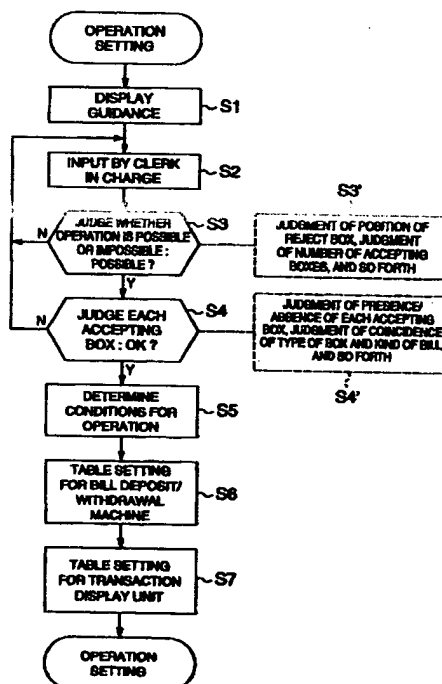 OPERATION
SETTING
DISPLAY
GUIDANCE
S1
INPUT BY CLERK
IN CHARGE
S2
JUDGE WHETHER
OPERATION IS POSSIBLE
OR IMPOSSIBLE :
POSSIBLE ?
S3
N
Y
S3'
JUDGMENT OF POSITION OF
REJECT BOX, JUDGMENT
OF NUMBER OF ACCEPTING
BOXES, AND SO FORTH
JUDGE EACH
ACCEPTING
BOX : OK ?
S4
N
Y
JUDGMENT OF PRESENCE/
ABSENCE OF EACH ACCEPTING
BOX, JUDGMENT OF COINCIDENCE
OF TYPE OF BOX AND KIND OF BILL,
AND SO FORTH
S4'
DETERMINE
CONDITIONS FOR
OPERATION
S5
TABLE SETTING
FOR BILL DEPOSIT/
WITHDRAWAL
MACHINE
S6
TABLE SETTING
FOR TRANSACTION
DISPLAY UNIT
S7
OPERATION
SETTING